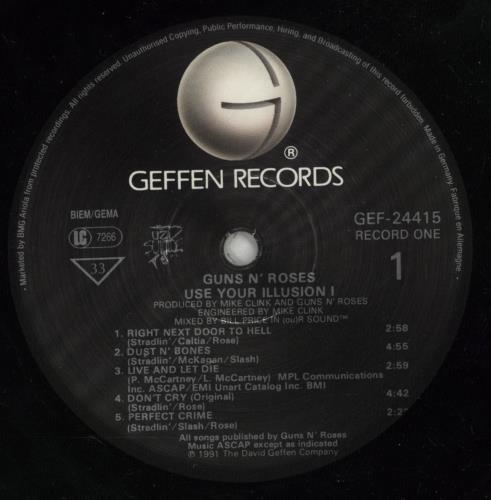 Marketed by BMG Ariola from protected recordings. All rights reserved. Unauthorised Copying, Public Performance, Hiring, and Broadcasting of this record forbidden. Made in Germany. Fabriqué en Allemagne.
®
GEFFEN RECORDS
BIEM/GEMA
LC 7266
33
UZI
GEF-24415
RECORD ONE
1
GUNS N' ROSES
USE YOUR ILLUSION I
PRODUCED BY MIKE CLINK AND GUNS N' ROSES
ENGINEERED BY MIKE CLINK
MIXED BY BILL PRICE IN (ou)R SOUND™
1. RIGHT NEXT DOOR TO HELL 2:58
(Stradlin'/Caltia/Rose)
2. DUST N' BONES 4:55
(Stradlin'/McKagan/Slash)
3. LIVE AND LET DIE 2:59
(P. McCartney/L. McCartney) MPL Communications
Inc. ASCAP/EMI Unart Catalog Inc. BMI
4. DON'T CRY (Original) 4:42
(Stradlin/Rose)
5. PERFECT CRIME
(Stradlin'/Slash/Rose)
All songs published by Guns N' Roses
Music ASCAP except as indicated
℗ 1991 The David Geffen Company